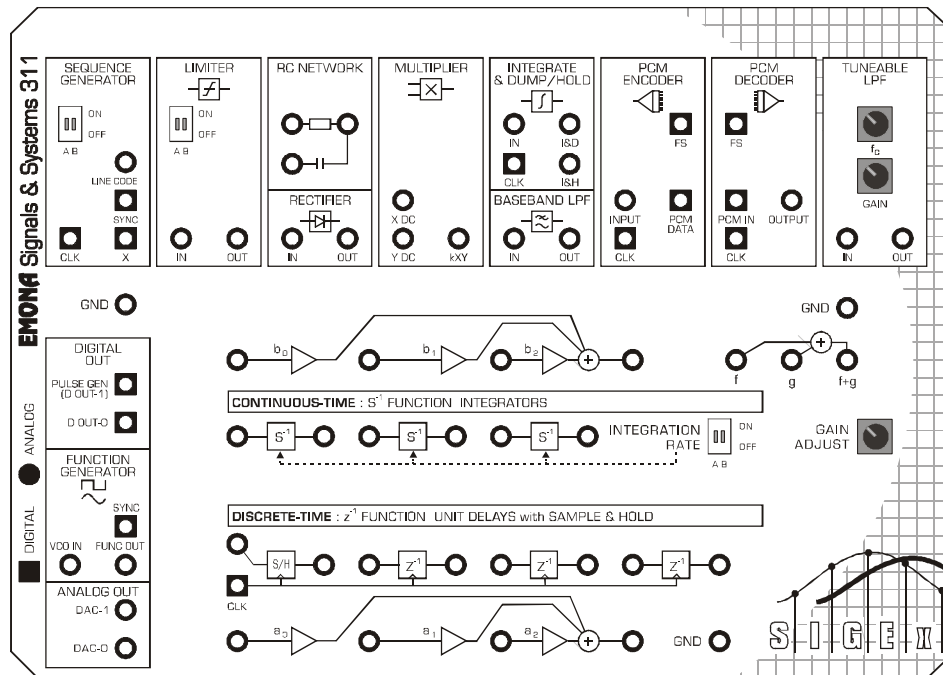 EMONA Signals & Systems 311
ANALOG
DIGITAL
SEQUENCE
GENERATOR
ON
OFF
A B
LINE CODE
SYNC
CLK
X
LIMITER
ON
OFF
A B
IN
OUT
RC NETWORK
RECTIFIER
IN
OUT
MULTIPLIER
X
X DC
Y DC
kXY
INTEGRATE
& DUMP/HOLD
∫
IN
I&D
CLK
I&H
BASEBAND LPF
IN
OUT
PCM
ENCODER
FS
INPUT
PCM
DATA
CLK
PCM
DECODER
FS
PCM IN
OUTPUT
CLK
TUNEABLE
LPF
fc
GAIN
IN
OUT
GND
GND
DIGITAL
OUT
PULSE GEN
(D OUT-1)
D OUT-0
FUNCTION
GENERATOR
SYNC
VCO IN
FUNC OUT
ANALOG OUT
DAC-1
DAC-0
b0
b1
b2
+
+
f
g
f+g
CONTINUOUS-TIME : S⁻¹ FUNCTION INTEGRATORS
S⁻¹
S⁻¹
S⁻¹
INTEGRATION
RATE
ON
OFF
A B
GAIN
ADJUST
DISCRETE-TIME : z⁻¹ FUNCTION UNIT DELAYS with SAMPLE & HOLD
S/H
Z⁻¹
Z⁻¹
Z⁻¹
CLK
a0
a1
a2
+
GND
SIGEx